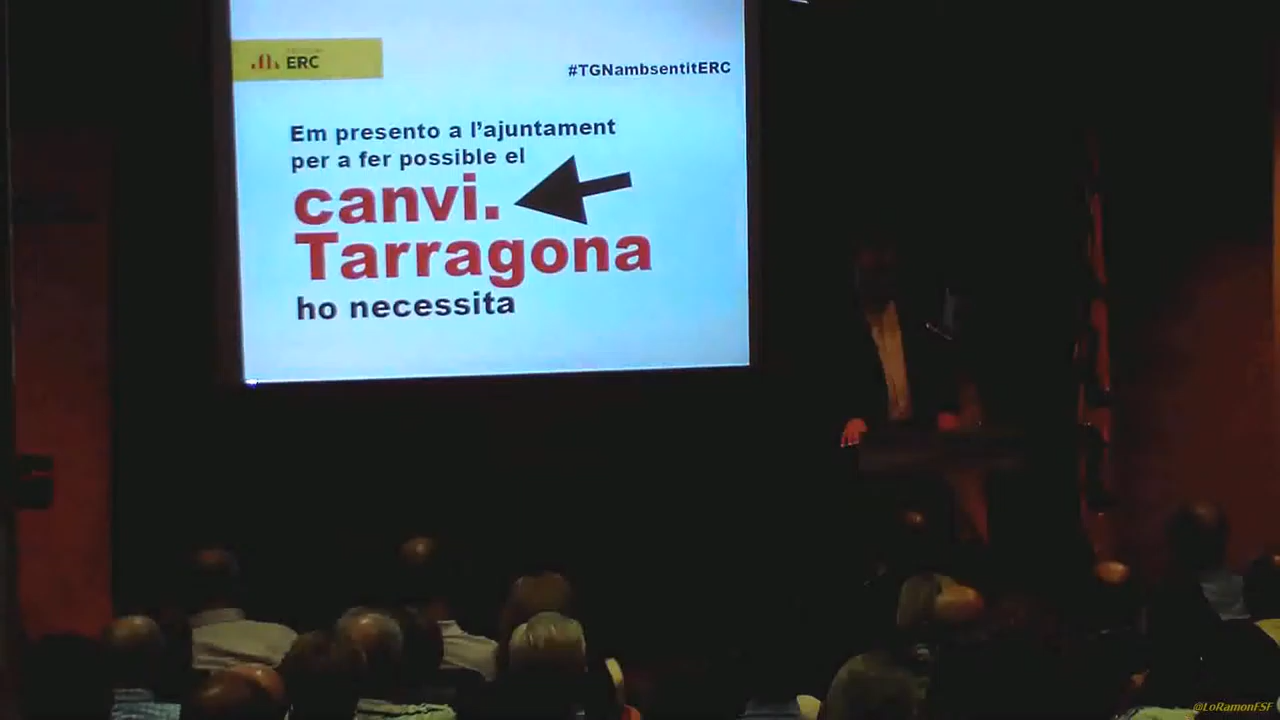 ERC
#TGNambsentitERC
Em presento a l'ajuntament
per a fer possible el
canvi.
Tarragona
ho necessita
@LoRamonFSF